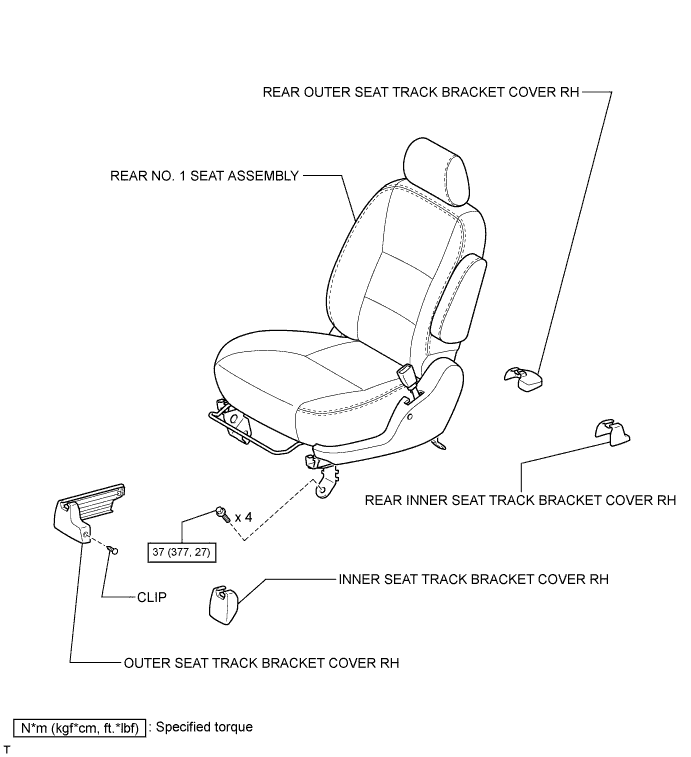 REAR OUTER SEAT TRACK BRACKET COVER RH
REAR NO. 1 SEAT ASSEMBLY
REAR INNER SEAT TRACK BRACKET COVER RH
x 4
37 (377, 27)
INNER SEAT TRACK BRACKET COVER RH
CLIP
OUTER SEAT TRACK BRACKET COVER RH
N*m (kgf*cm, ft.*lbf) : Specified torque
T